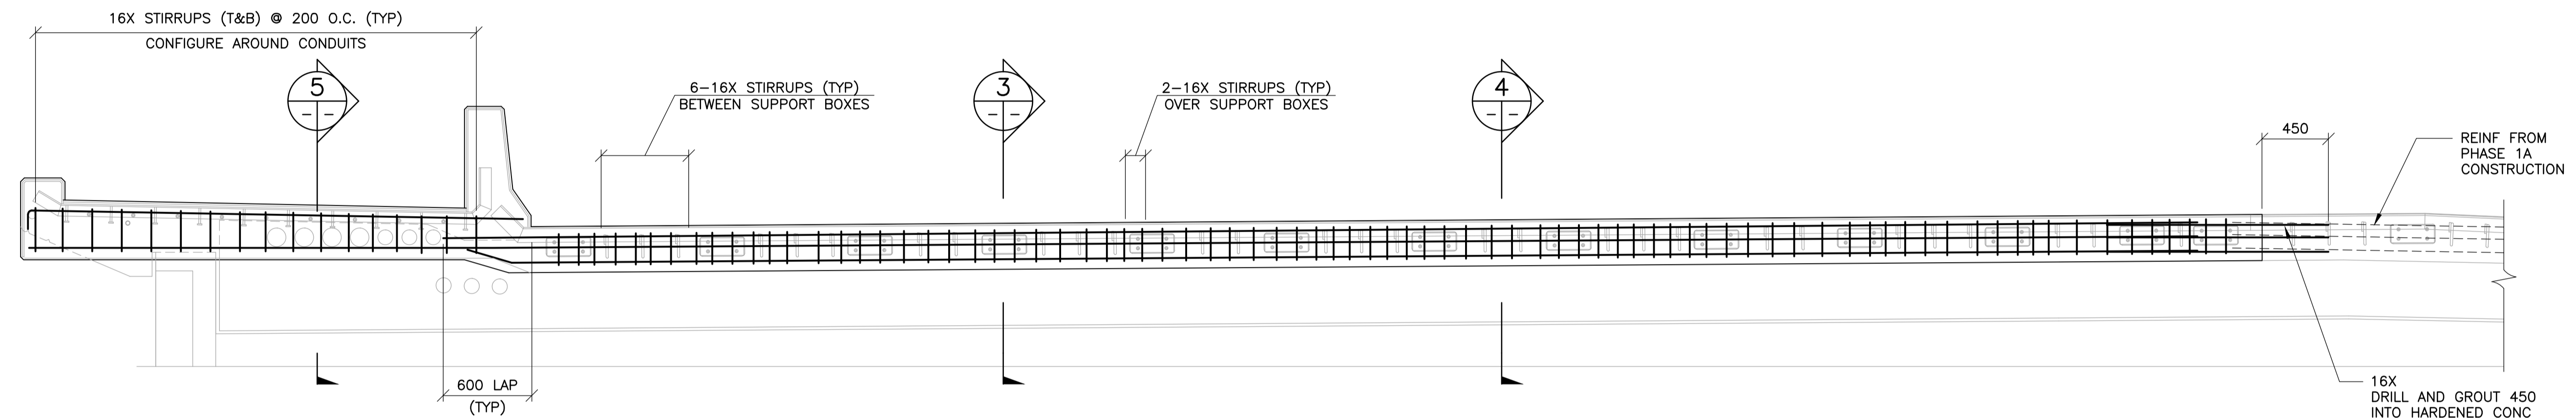 16X STIRRUPS (T&B) @ 200 O.C. (TYP)
CONFIGURE AROUND CONDUITS
5
- -
6-16X STIRRUPS (TYP)
BETWEEN SUPPORT BOXES
3
- -
2-16X STIRRUPS (TYP)
OVER SUPPORT BOXES
4
- -
450
REINF FROM
PHASE 1A
CONSTRUCTION
600 LAP
(TYP)
16X
DRILL AND GROUT 450
INTO HARDENED CONC